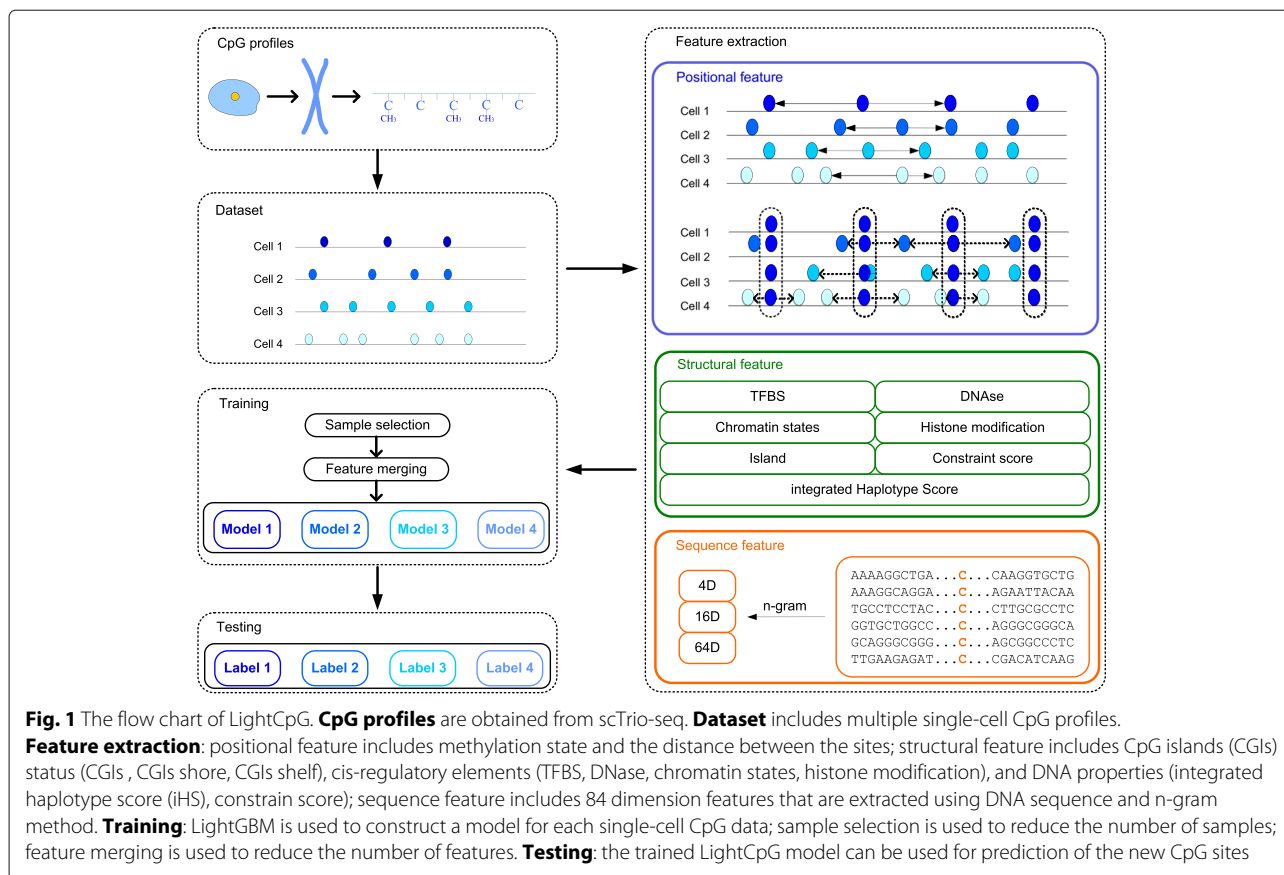 CpG profiles
C C C C C
CH₃ CH₃ CH₃
Dataset
Cell 1
Cell 2
Cell 3
Cell 4
Feature extraction
Positional feature
Cell 1
Cell 2
Cell 3
Cell 4
Cell 1
Cell 2
Cell 3
Cell 4
Structural feature
TFBS
DNAse
Chromatin states
Histone modification
Island
Constraint score
integrated Haplotype Score
Sequence feature
4D
16D
64D
n-gram
AAAAGGCTGA...C...CAAGGTGCTG
AAAGGCAGGA...C...AGAATTACAA
TGCCTCCTAC...C...CTTGCGCCTC
GGTGCTGGCC...C...AGGGCGGGCA
GCAGGGCGGG...C...AGCGGCCCTC
TTGAAGAGAT...C...CGACATCAAG
Training
Sample selection
Feature merging
Model 1 Model 2 Model 3 Model 4
Testing
Label 1 Label 2 Label 3 Label 4
Fig. 1 The flow chart of LightCpG. CpG profiles are obtained from scTrio-seq. Dataset includes multiple single-cell CpG profiles.
Feature extraction: positional feature includes methylation state and the distance between the sites; structural feature includes CpG islands (CGIs)
status (CGIs , CGIs shore, CGIs shelf), cis-regulatory elements (TFBS, DNase, chromatin states, histone modification), and DNA properties (integrated
haplotype score (iHS), constrain score); sequence feature includes 84 dimension features that are extracted using DNA sequence and n-gram
method. Training: LightGBM is used to construct a model for each single-cell CpG data; sample selection is used to reduce the number of samples;
feature merging is used to reduce the number of features. Testing: the trained LightCpG model can be used for prediction of the new CpG sites